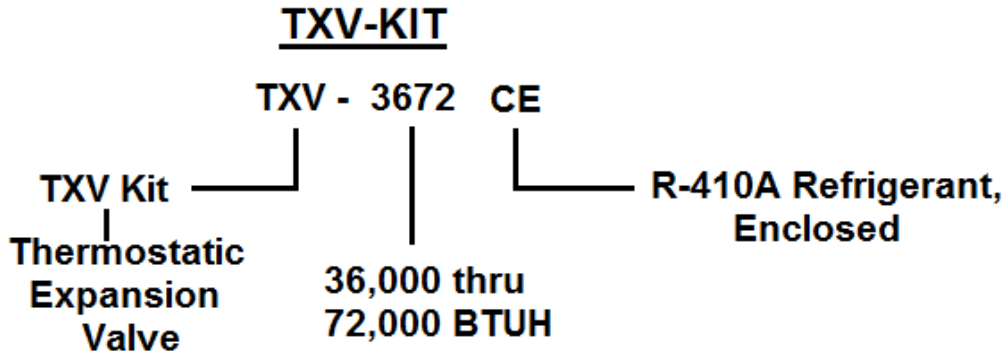 TXV-KIT
TXV - 3672 CE
TXV Kit
Thermostatic
Expansion
Valve
36,000 thru
72,000 BTUH
R-410A Refrigerant,
Enclosed